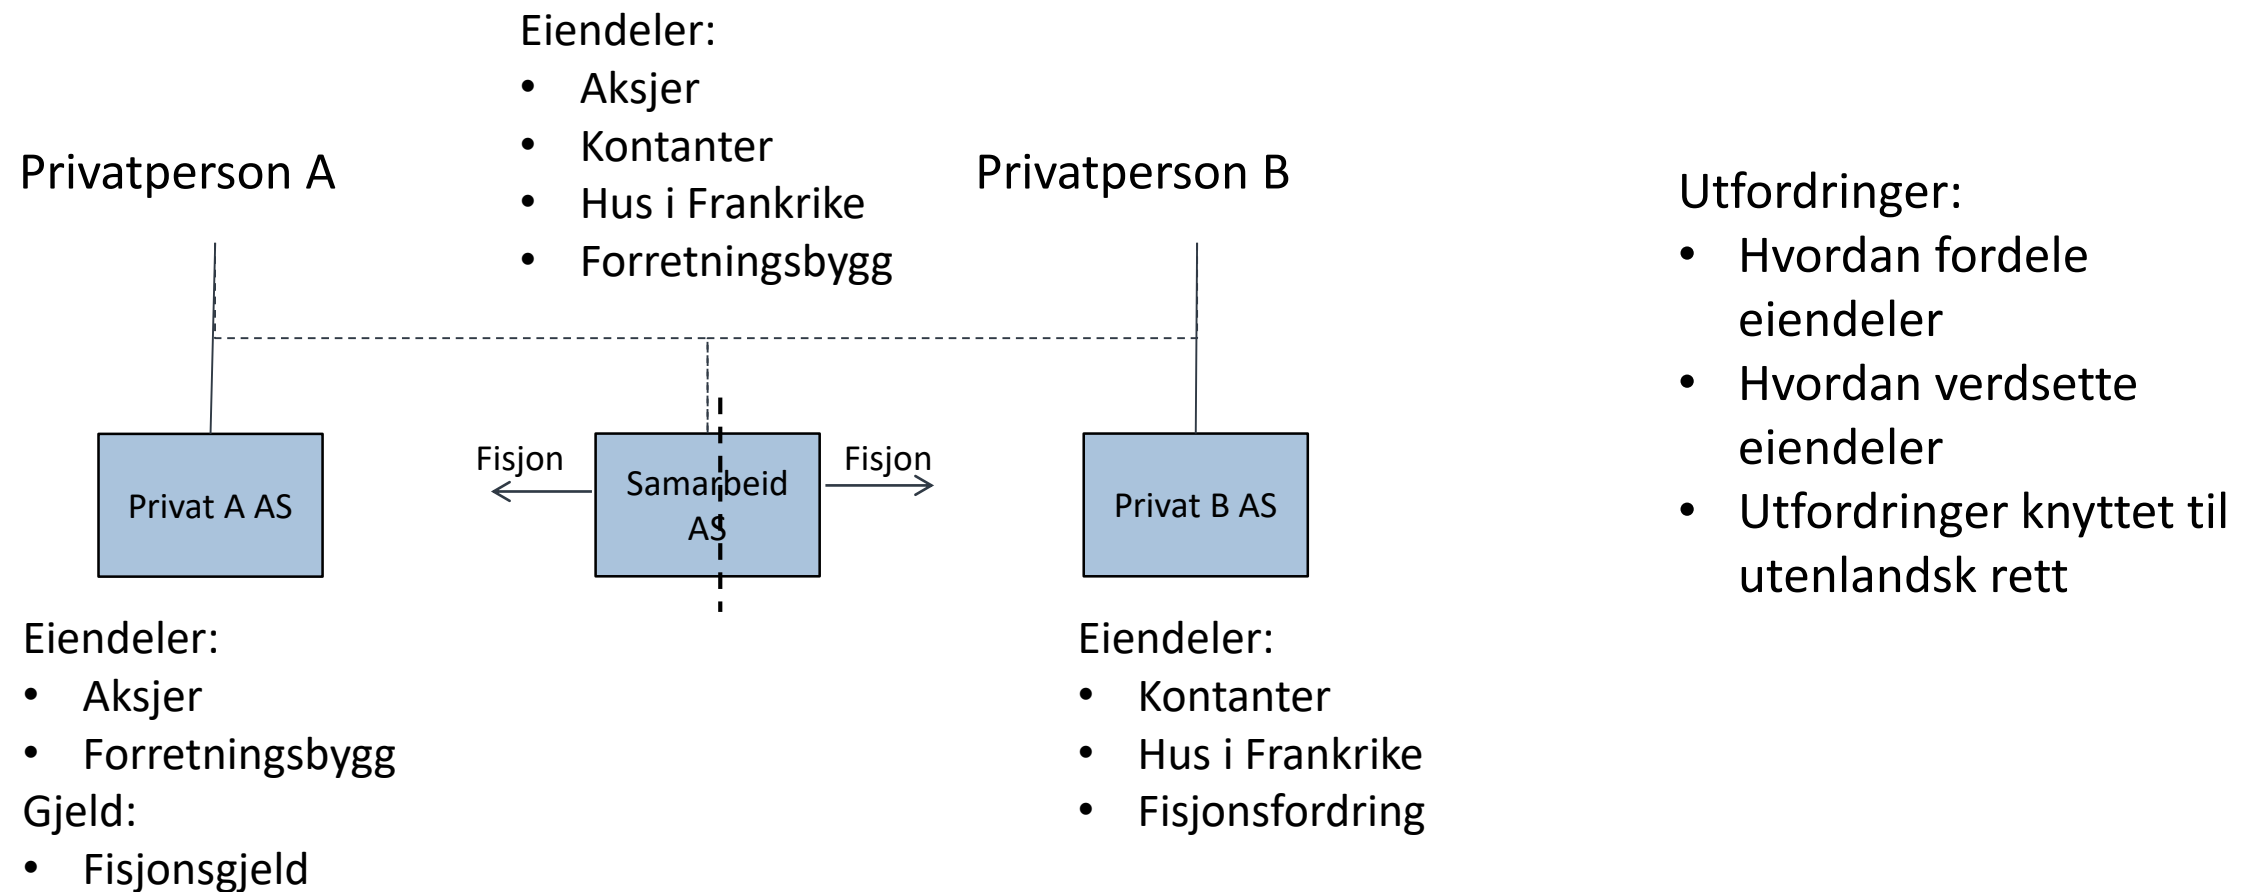 Eiendeler:
• Aksjer
• Kontanter
• Hus i Frankrike
• Forretningsbygg
Privatperson A
Privatperson B
Utfordringer:
• Hvordan fordele
eiendeler
• Hvordan verdsette
eiendeler
• Utfordringer knyttet til
utenlandsk rett
Privat A AS
Fisjon
Samarbeid
AS
Fisjon
Privat B AS
Eiendeler:
• Aksjer
• Forretningsbygg
Gjeld:
• Fisjonsgjeld
Eiendeler:
• Kontanter
• Hus i Frankrike
• Fisjonsfordring